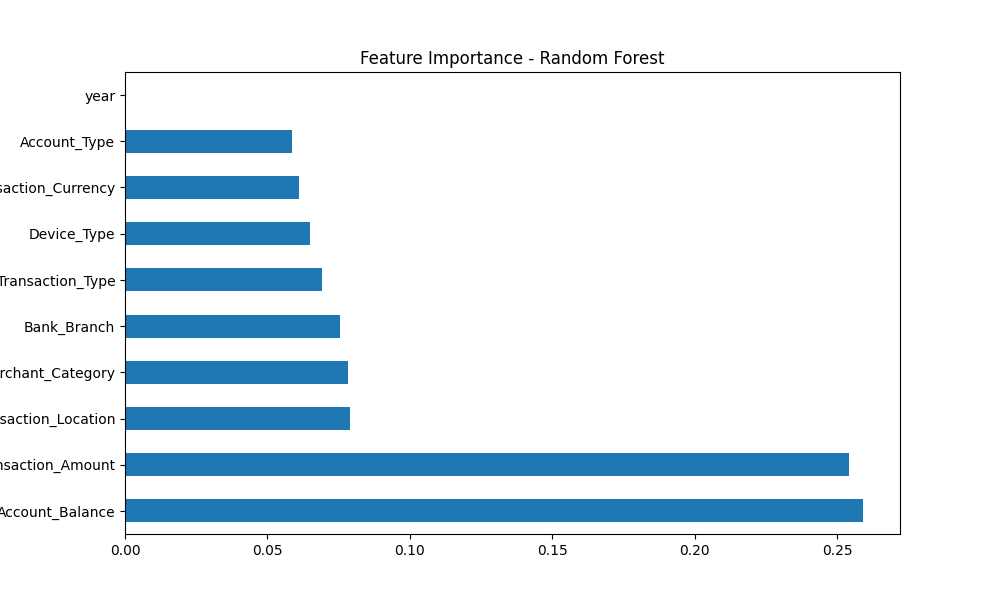 Feature Importance - Random Forest
year
Account_Type
saction_Currency
Device_Type
Transaction_Type
Bank_Branch
rchant_Category
saction_Location
nsaction_Amount
Account_Balance
0.00 0.05 0.10 0.15 0.20 0.25